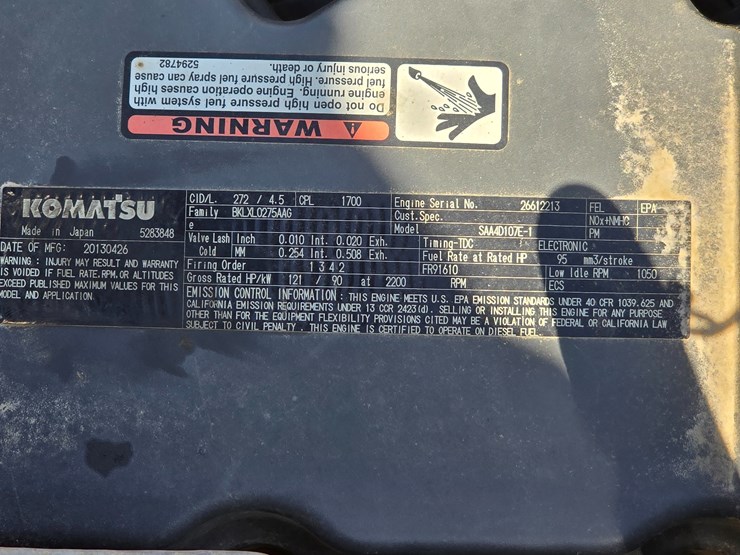 WARNING
Do not open high pressure fuel system with
engine running. Engine operation causes high
fuel pressure. High pressure fuel spray can cause
serious injury or death.
5294782
KOMATSU
Made in Japan 5283848
DATE OF MFG: 20130426
WARNING : INJURY MAY RESULT AND WARRANTY
IS VOID IF FUEL RATE.RPM.OR ALTITUDES
EXCEED PUBLISHED MAXIMUM VALUES FOR THIS
MODEL AND APPLICATION.
CID/L. 272 / 4.5 CPL 1700 Engine Serial No. 26612213 FEL EPA
Family BKLXL0275AAG Cust.Spec. NOx+NMHC
e Model SAA4D107E-1 PM
Valve Lash Inch 0.010 Int. 0.020 Exh. Timing-TDC ELECTRONIC
Cold MM 0.254 Int. 0.508 Exh. Fuel Rate at Rated HP 95 mm3/stroke
Firing Order 1 3 4 2 FR91610 Low Idle RPM 1050
Gross Rated HP/kW 121 / 90 at 2200 RPM ECS
EMISSION CONTROL INFORMATION : THIS ENGINE MEETS U.S. EPA EMISSION STANDARDS UNDER 40 CFR 1039.625 AND
CALIFORNIA EMISSION REQUIREMENTS UNDER 13 CCR 2423(d). SELLING OR INSTALLING THIS ENGINE FOR ANY PURPOSE
OTHER THAN FOR THE EQUIPMENT FLEXIBILITY PROVISIONS CITED MAY BE A VIOLATION OF FEDERAL OR CALIFORNIA LAW
SUBJECT TO CIVIL PENALTY. THIS ENGINE IS CERTIFIED TO OPERATE ON DIESEL FUEL.